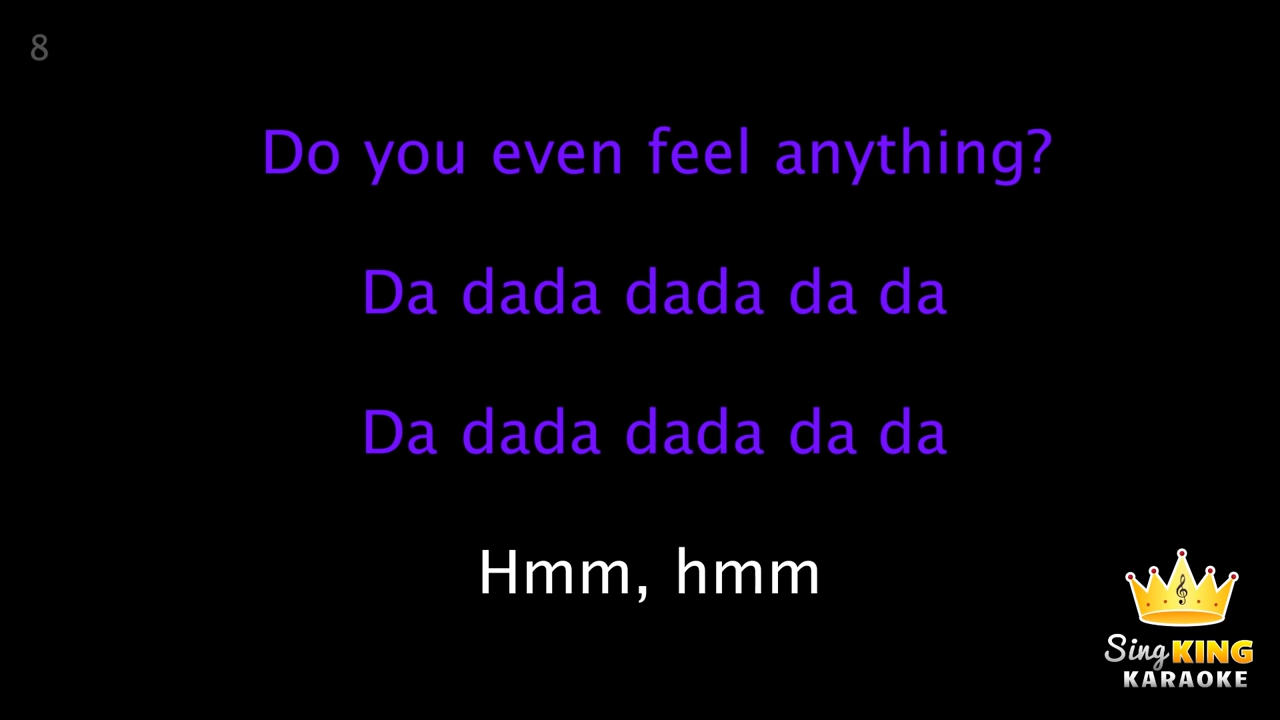 8
Do you even feel anything?
Da dada dada da da
Da dada dada da da
Hmm, hmm
Sing KING
KARAOKE